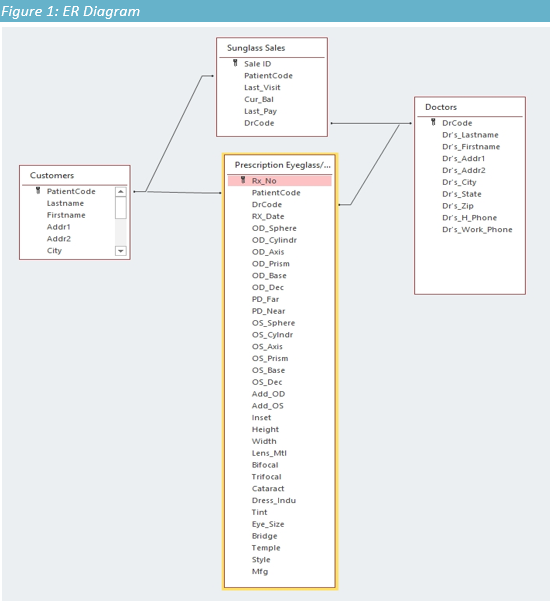 Figure 1: ER Diagram
Sunglass Sales
Sale ID
PatientCode
Last_Visit
Cur_Bal
Last_Pay
DrCode
Doctors
DrCode
Dr's_Lastname
Dr's_Firstname
Dr's_Addr1
Dr's_Addr2
Dr's_City
Dr's_State
Dr's_Zip
Dr's_H_Phone
Dr's_Work_Phone
Customers
PatientCode
Lastname
Firstname
Addr1
Addr2
City
Prescription Eyeglass/...
Rx_No
PatientCode
DrCode
RX_Date
OD_Sphere
OD_Cylindr
OD_Axis
OD_Prism
OD_Base
OD_Dec
PD_Far
PD_Near
OS_Sphere
OS_Cylndr
OS_Axis
OS_Prism
OS_Base
OS_Dec
Add_OD
Add_OS
Inset
Height
Width
Lens_Mtl
Bifocal
Trifocal
Cataract
Dress_Indu
Tint
Eye_Size
Bridge
Temple
Style
Mfg